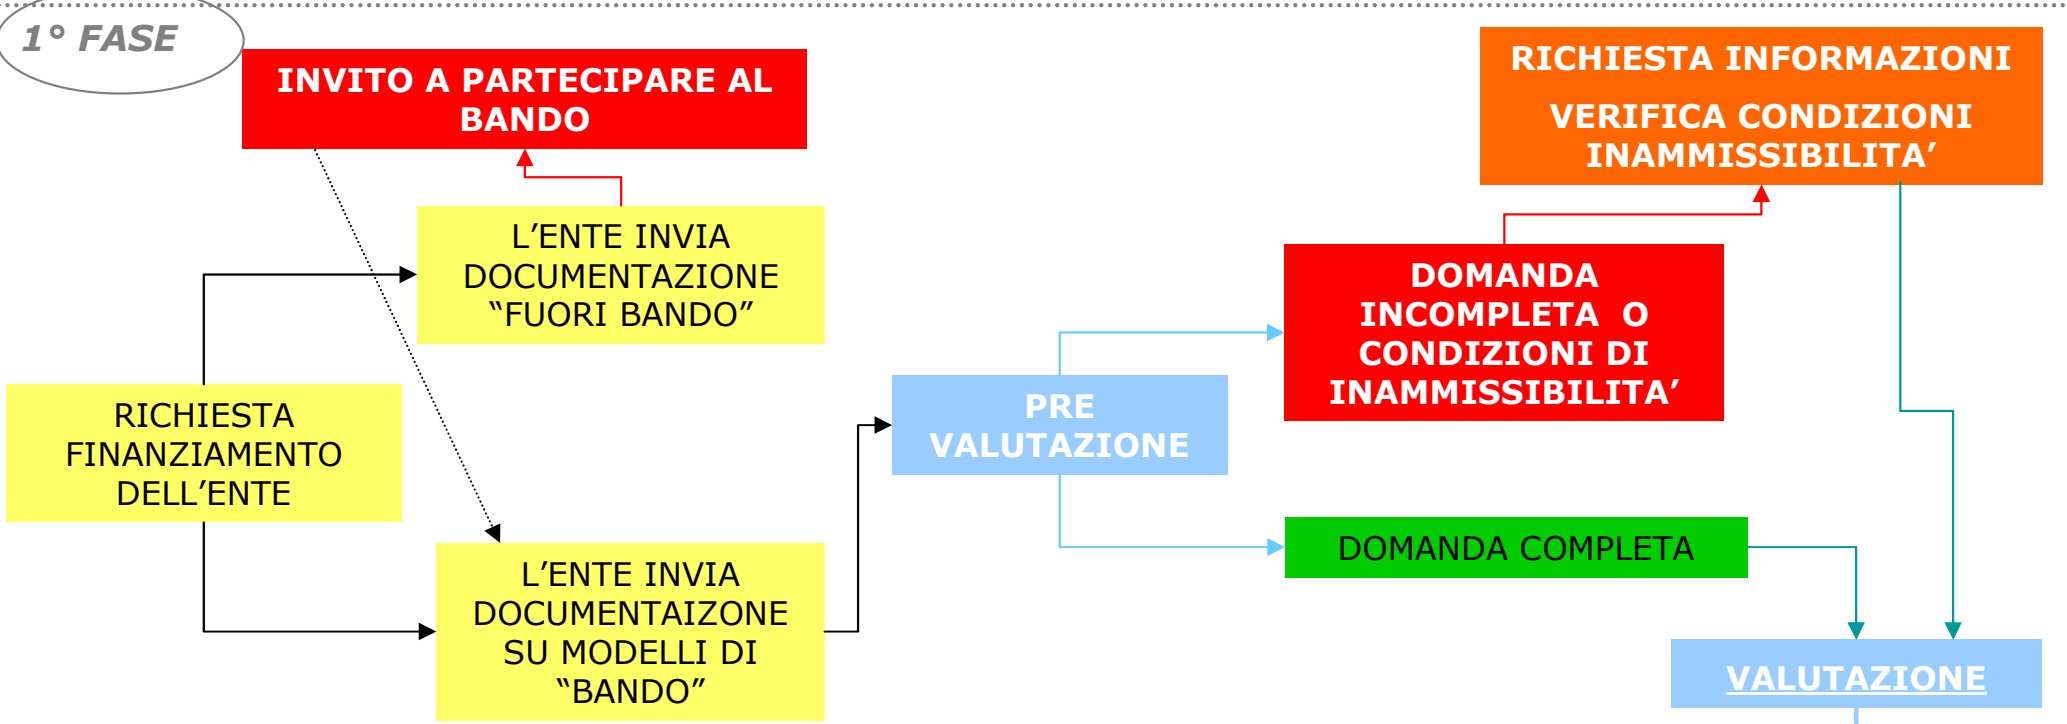 1° FASE
INVITO A PARTECIPARE AL
BANDO
RICHIESTA INFORMAZIONI
VERIFICA CONDIZIONI
INAMMISSIBILITA’
L’ENTE INVIA
DOCUMENTAZIONE
“FUORI BANDO”
DOMANDA
INCOMPLETA O
CONDIZIONI DI
INAMMISSIBILITA’
RICHIESTA
FINANZIAMENTO
DELL’ENTE
PRE
VALUTAZIONE
DOMANDA COMPLETA
L’ENTE INVIA
DOCUMENTAIZONE
SU MODELLI DI
“BANDO”
VALUTAZIONE